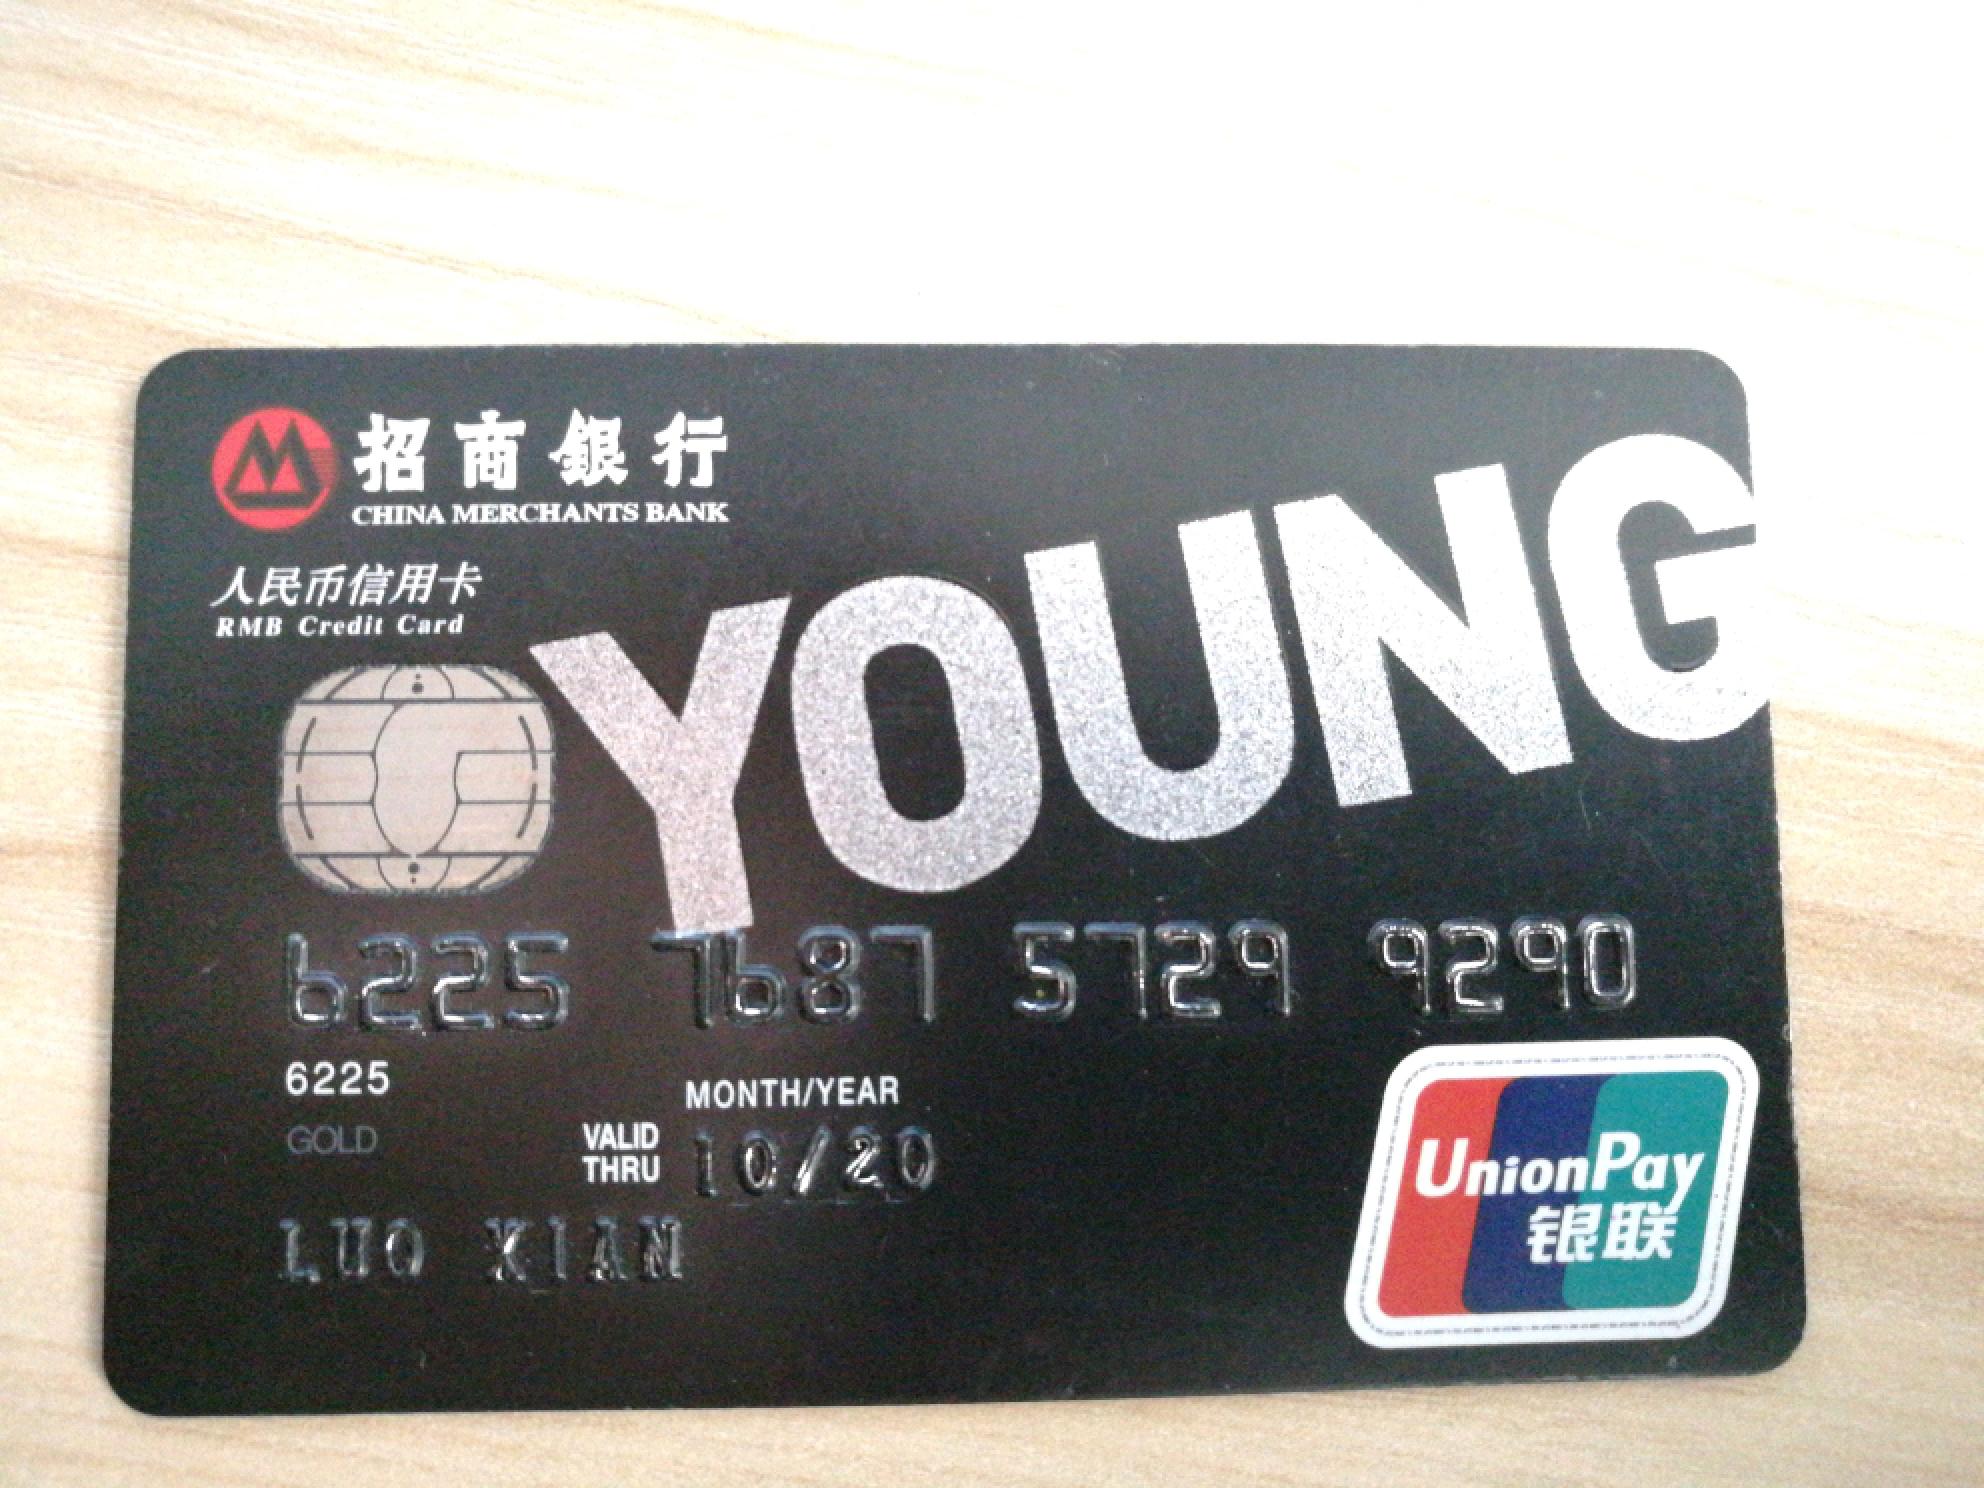 招商銀行
CHINA MERCHANTS BANK
人民币信用卡
RMB Credit Card
YOUNG
6225 7687 5729 9290
6225
MONTH/YEAR
GOLD
VALID
THRU
10/20
LUO XIAN
UnionPay
银联